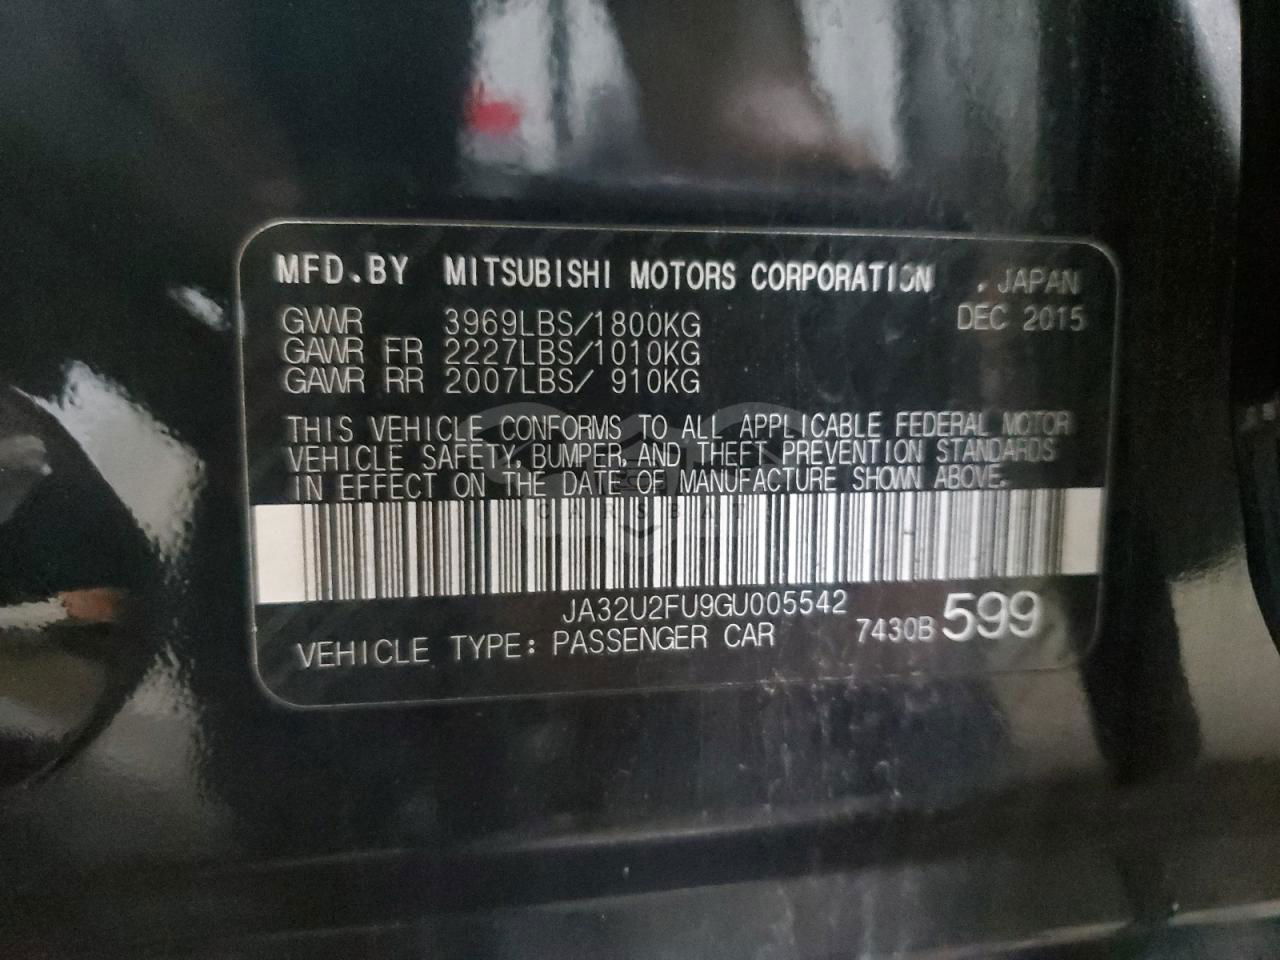 MFD.BY MITSUBISHI MOTORS CORPORATION , JAPAN
GVWR 3969LBS/1800KG DEC 2015
GAWR FR 2227LBS/1010KG
GAWR RR 2007LBS/ 910KG
THIS VEHICLE CONFORMS TO ALL APPLICABLE FEDERAL MOTOR
VEHICLE SAFETY, BUMPER, AND THEFT PREVENTION STANDARDS
IN EFFECT ON THE DATE OF MANUFACTURE SHOWN ABOVE.
JA32U2FU9GU005542
VEHICLE TYPE: PASSENGER CAR 7430B 599